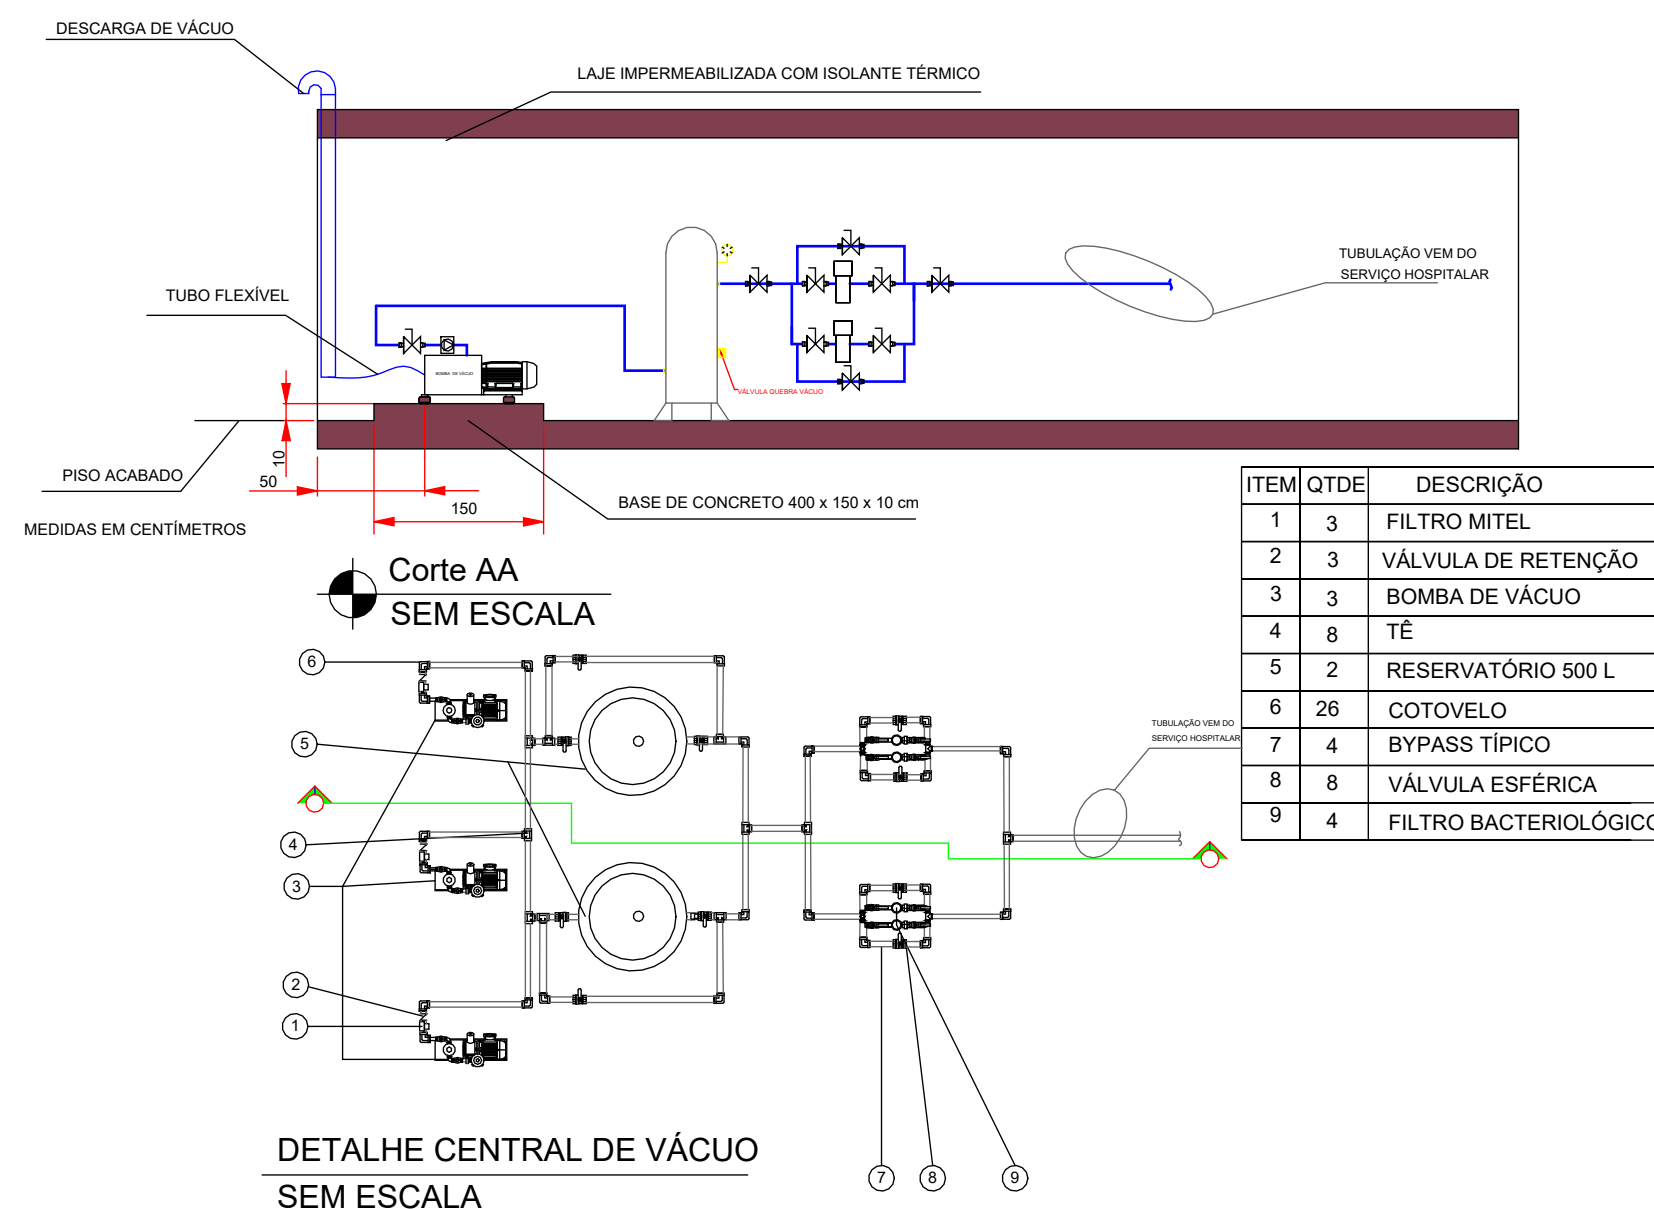 DESCARGA DE VÁCUO
LAJE IMPERMEABILIZADA COM ISOLANTE TÉRMICO
TUBULAÇÃO VEM DO
SERVIÇO HOSPITALAR
TUBO FLEXÍVEL
BOMBA DE VÁCUO
VÁLVULA QUEBRA VÁCUO
10
PISO ACABADO
50
150
BASE DE CONCRETO 400 x 150 x 10 cm
MEDIDAS EM CENTÍMETROS
Corte AA
SEM ESCALA
ITEM QTDE DESCRIÇÃO
1 3 FILTRO MITEL
2 3 VÁLVULA DE RETENÇÃO
3 3 BOMBA DE VÁCUO
4 8 TÊ
5 2 RESERVATÓRIO 500 L
6 26 COTOVELO
7 4 BYPASS TÍPICO
8 8 VÁLVULA ESFÉRICA
9 4 FILTRO BACTERIOLÓGICO
6
5
4
3
2
1
TUBULAÇÃO VEM DO
SERVIÇO HOSPITALAR
7 8 9
DETALHE CENTRAL DE VÁCUO
SEM ESCALA